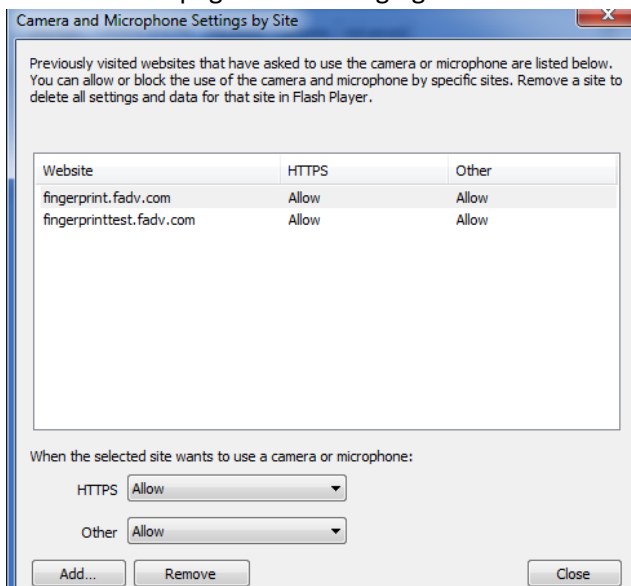 Camera and Microphone Settings by Site
Previously visited websites that have asked to use the camera or microphone are listed below.
You can allow or block the use of the camera and microphone by specific sites. Remove a site to
delete all settings and data for that site in Flash Player.
Website HTTPS Other
fingerprint.fadv.com Allow Allow
fingerprinttest.fadv.com Allow Allow
When the selected site wants to use a camera or microphone:
HTTPS Allow
Other Allow
Add... Remove Close